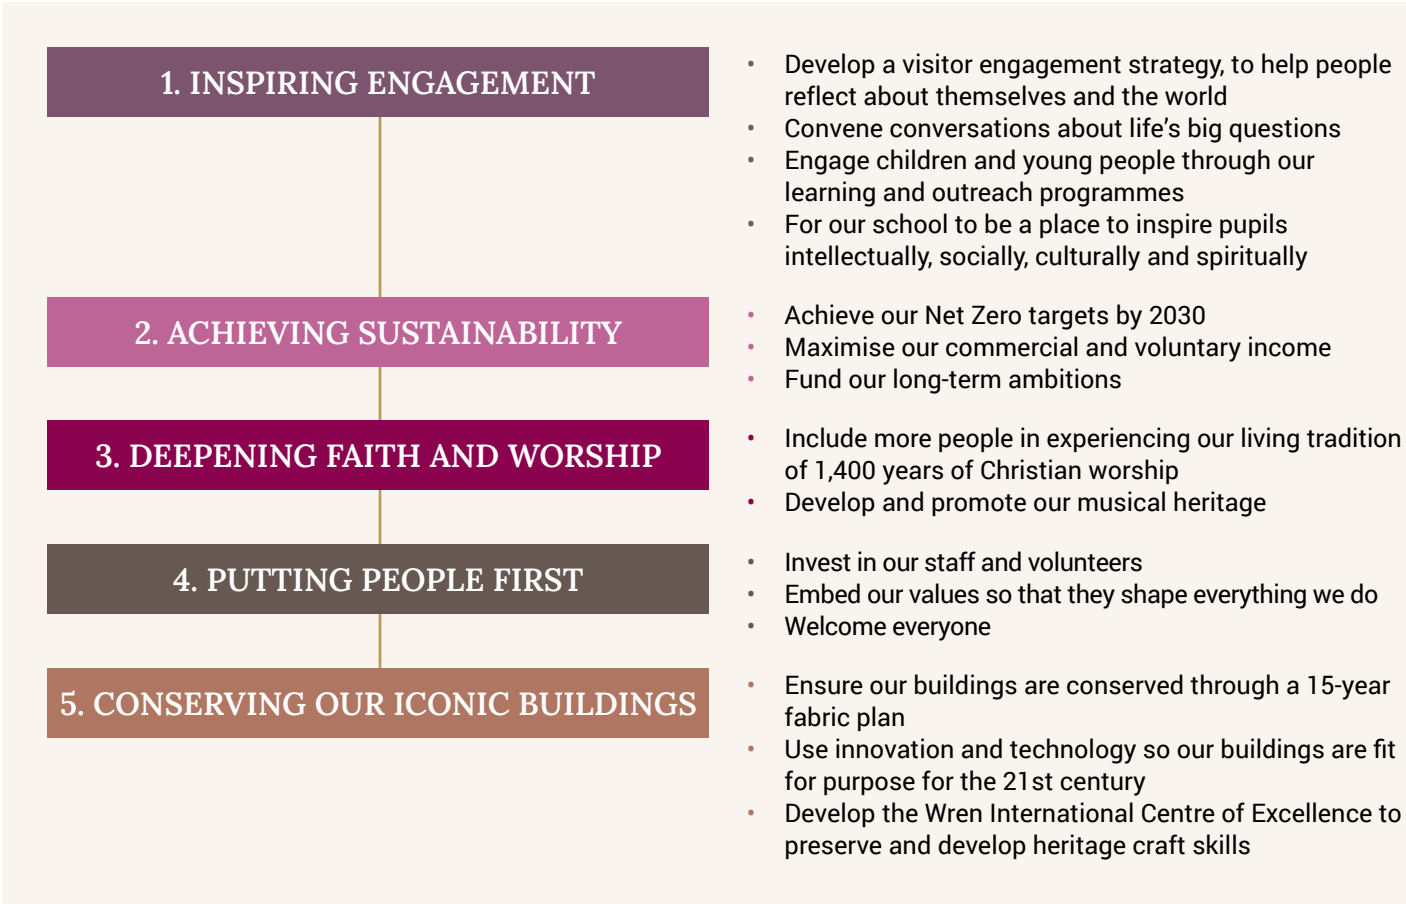 1. INSPIRING ENGAGEMENT
• Develop a visitor engagement strategy, to help people
reflect about themselves and the world
• Convene conversations about life’s big questions
• Engage children and young people through our
learning and outreach programmes
• For our school to be a place to inspire pupils
intellectually, socially, culturally and spiritually
2. ACHIEVING SUSTAINABILITY
• Achieve our Net Zero targets by 2030
• Maximise our commercial and voluntary income
• Fund our long-term ambitions
3. DEEPENING FAITH AND WORSHIP
• Include more people in experiencing our living tradition
of 1,400 years of Christian worship
• Develop and promote our musical heritage
4. PUTTING PEOPLE FIRST
• Invest in our staff and volunteers
• Embed our values so that they shape everything we do
• Welcome everyone
5. CONSERVING OUR ICONIC BUILDINGS
• Ensure our buildings are conserved through a 15-year
fabric plan
• Use innovation and technology so our buildings are fit
for purpose for the 21st century
• Develop the Wren International Centre of Excellence to
preserve and develop heritage craft skills